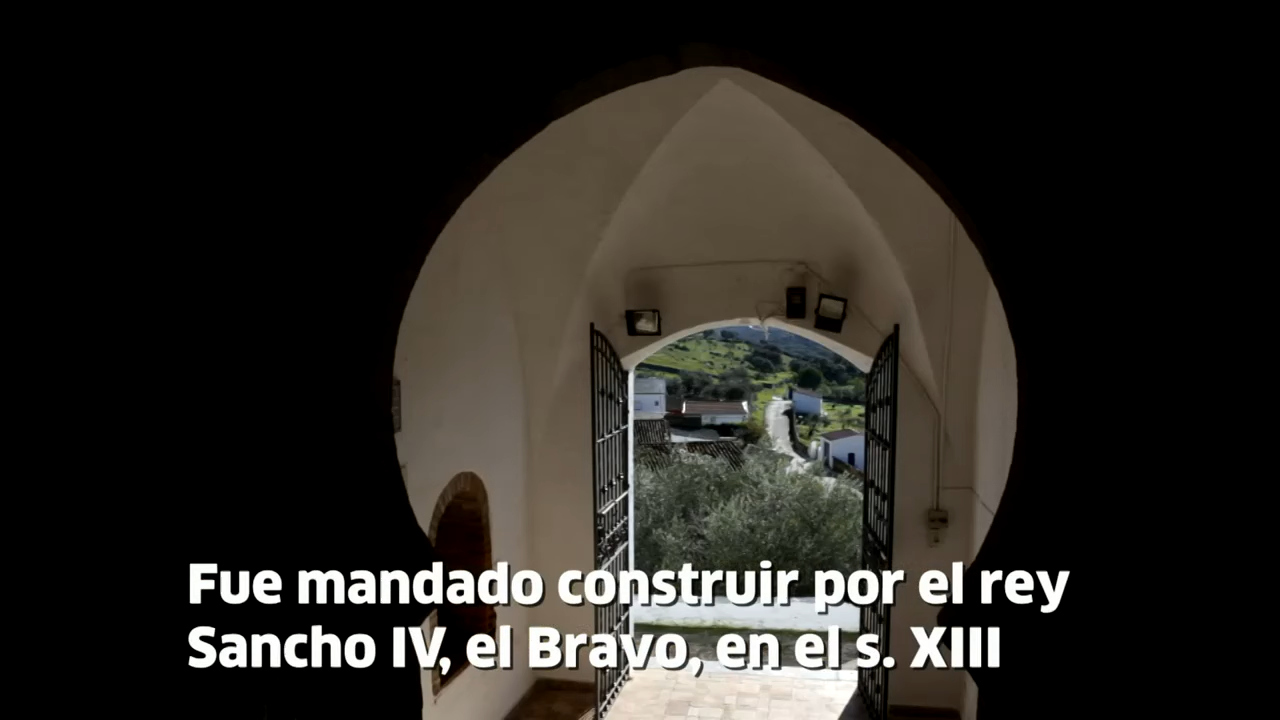 Fue mandado construir por el rey
Sancho IV, el Bravo, en el s. XIII